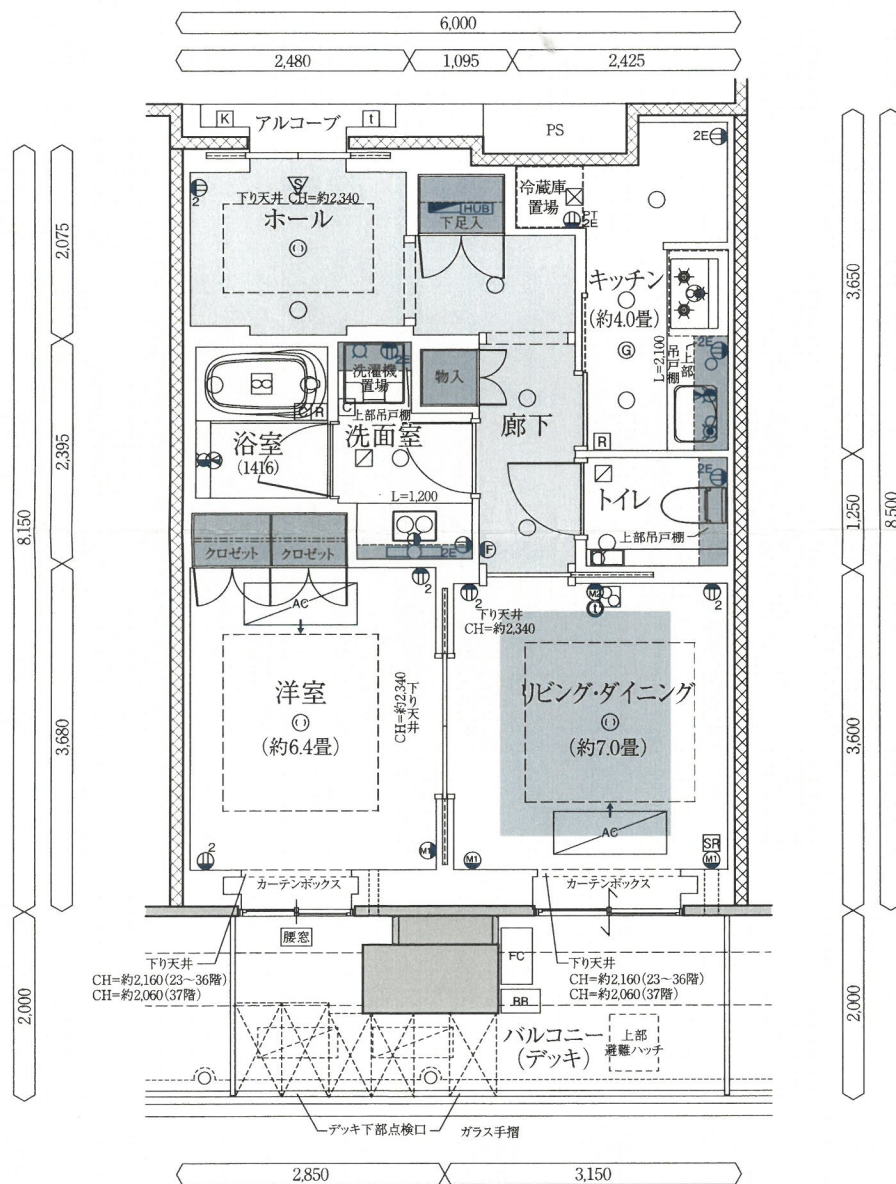 6,000
2,480
1,095
2,425
K
アルコーブ
t
PS
2E
S
下り天井 CH=約2,340
2
ホール
HUB
下足入
冷蔵庫
置場
PT
2E
キッチン
(約4.0畳)
G
L=2,100
上部
吊戸棚
2E
洗濯機
置場
2E
物入
C
R
C
上部吊戸棚
浴室
(1416)
洗面室
廊下
R
L=1,200
トイレ
2E
上部吊戸棚
クロゼット
クロゼット
2E
F
AC
2
2
下り天井
CH=約2,340
M2
t
2
洋室
(約6.4畳)
下り天井
CH=約2,340
リビング・ダイニング
(約7.0畳)
AC
SR
2
M1
M1
M1
カーテンボックス
カーテンボックス
腰窓
下り天井
CH=約2,160(23~36階)
CH=約2,060(37階)
FC
BB
下り天井
CH=約2,160(23~36階)
CH=約2,060(37階)
バルコニー
(デッキ)
上部
避難ハッチ
デッキ下部点検口
ガラス手摺
2,850
3,150
8,150
2,075
2,395
3,680
2,000
3,650
1,250
3,600
2,000
8,500